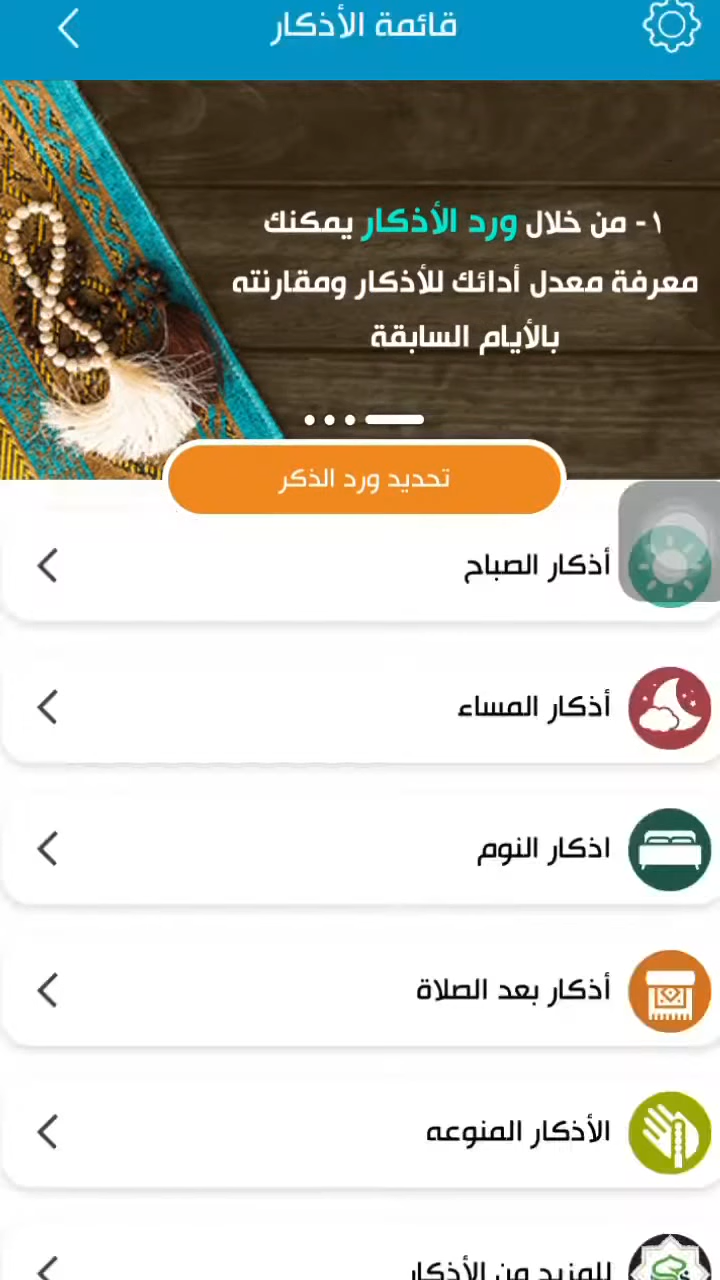 قائمة الأذكار
١- من خلال ورد الأذكار يمكنك
معرفة معدل أدائك للأذكار ومقارنته
بالأيام السابقة
تحديد ورد الذكر
أذكار الصباح
أذكار المساء
اذكار النوم
أذكار بعد الصلاة
الأذكار المنوعه
للمزيد من الأذكار